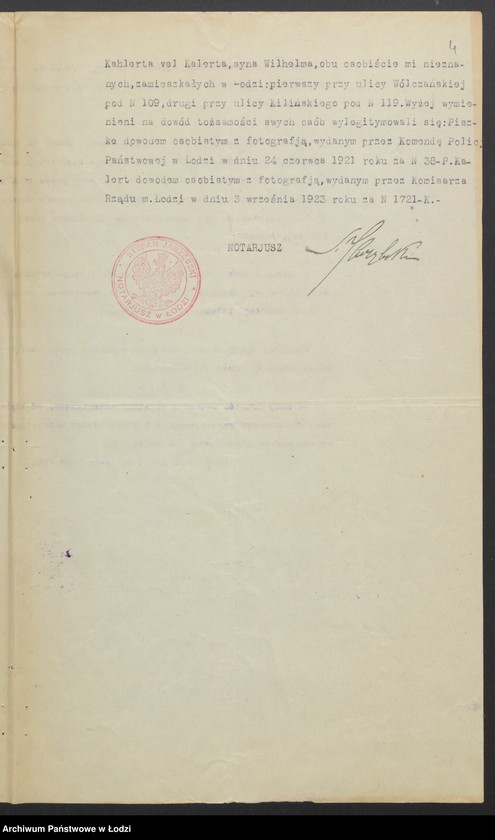 4
Kahlerta vel Kalerta,syna Wilhelma,obu osobiście mi niezna-
nych,zamieszkałych w Łodzi:pierwszy przy ulicy Wólczańskiej
pod N 109,drugi przy ulicy Kilińskiego pod N 119.Wyżej wymie-
nieni na dowód tożsamości swych osób wylegitymowali się:Pisz-
ke dowodem osobistym z fotografją,wydanym przez Komendę Polic
Państwowej w Łodzi w dniu 24 czerwca 1921 roku za N 38-P.Ka-
lert dowodem osobistym z fotografją,wydanym przez Komisarza
Rządu m.Łodzi w dniu 3 września 1923 roku za N 1721-K.-
NOTARJUSZ
NOTARJUSZ w ŁODZI
Archiwum Państwowe w Łodzi